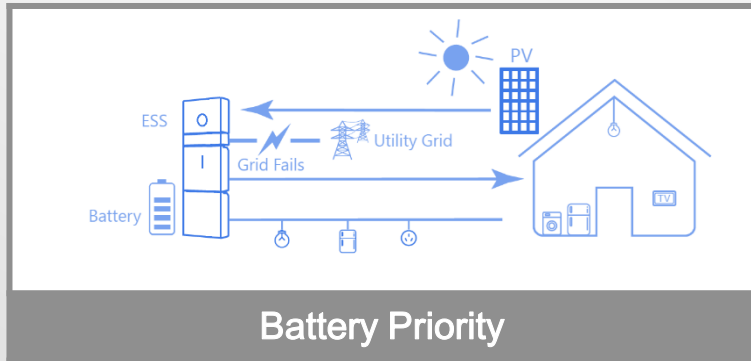 PV
ESS
Utility Grid
Grid Fails
Battery
TV
Battery Priority